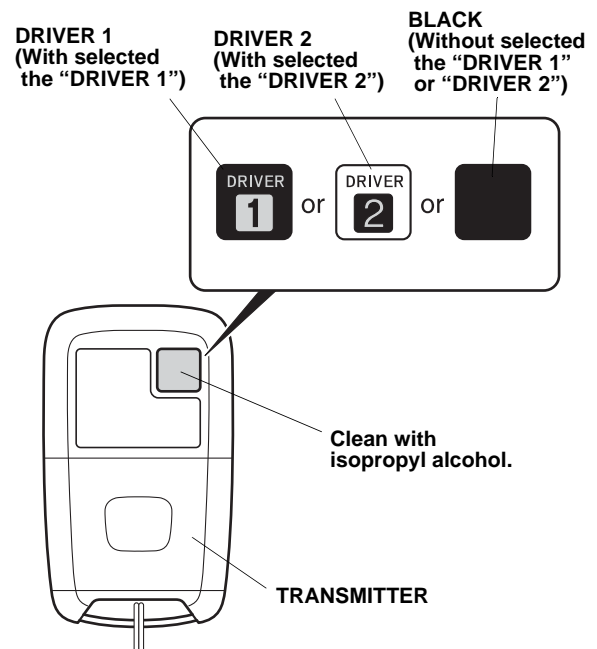 DRIVER 1
(With selected
the “DRIVER 1”)
DRIVER 2
(With selected
the “DRIVER 2”)
BLACK
(Without selected
the “DRIVER 1”
or “DRIVER 2”)
DRIVER
1
or
DRIVER
2
or
Clean with
isopropyl alcohol.
TRANSMITTER